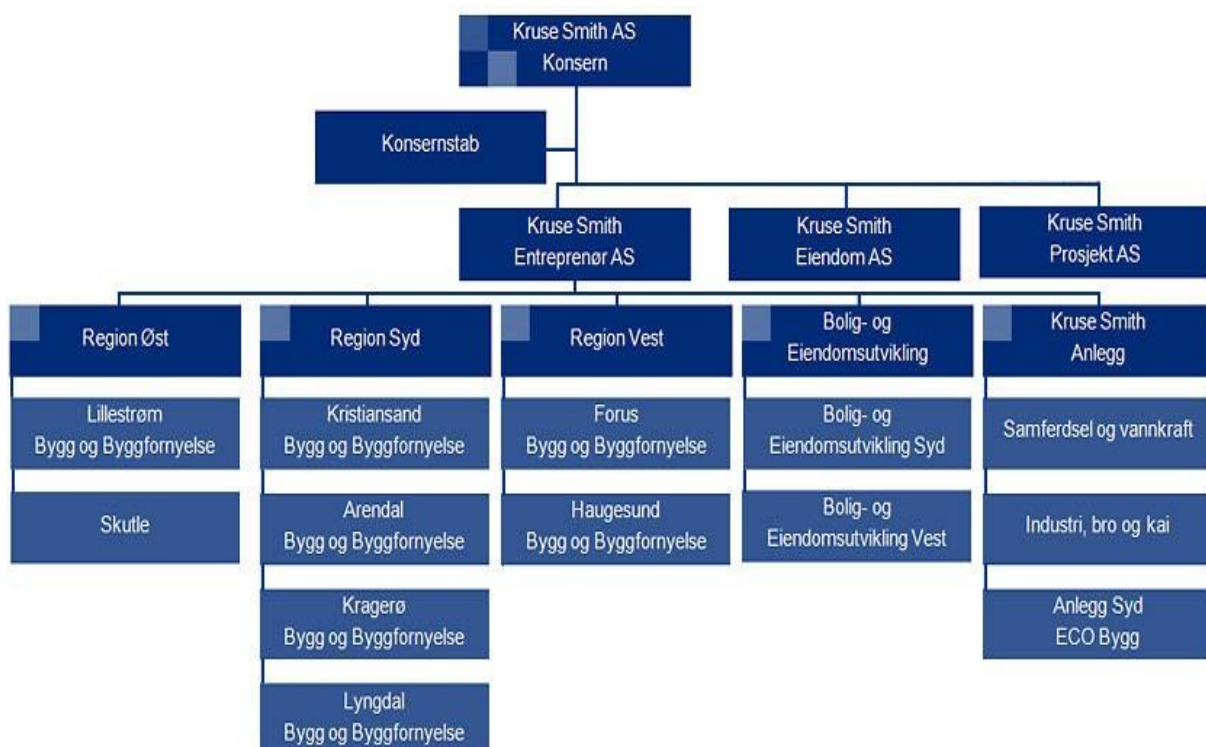 Kruse Smith AS
Konsern
Konsernstab
Kruse Smith
Entreprenør AS
Kruse Smith
Eiendom AS
Kruse Smith
Prosjekt AS
Region Øst
Region Syd
Region Vest
Bolig- og
Eiendomsutvikling
Kruse Smith
Anlegg
Lillestrøm
Bygg og Byggfornyelse
Kristiansand
Bygg og Byggfornyelse
Forus
Bygg og Byggfornyelse
Bolig- og
Eiendomsutvikling Syd
Samferdsel og vannkraft
Skutle
Arendal
Bygg og Byggfornyelse
Haugesund
Bygg og Byggfornyelse
Bolig- og
Eiendomsutvikling Vest
Industri, bro og kai
Kragerø
Bygg og Byggfornyelse
Anlegg Syd
ECO Bygg
Lyngdal
Bygg og Byggfornyelse